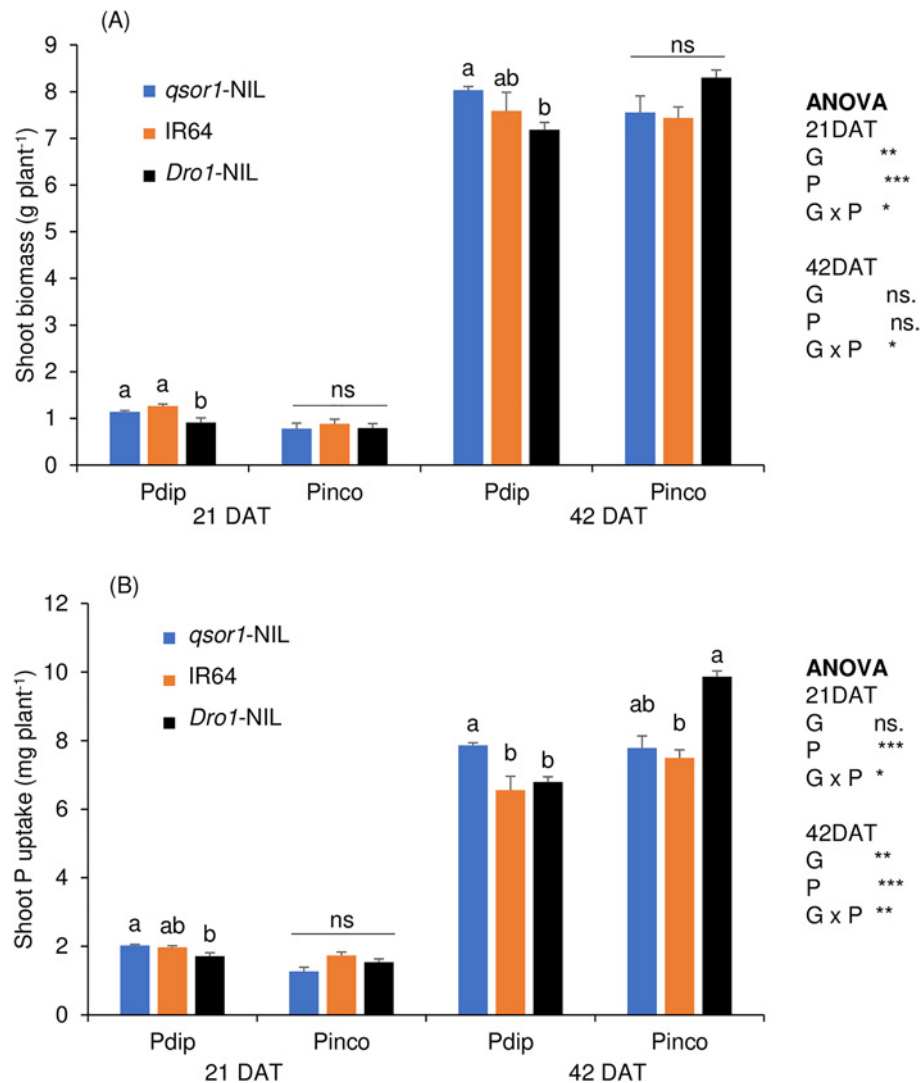 (A)
9
8
7
6
5
4
3
2
1
0
Shoot biomass (g plant⁻¹)
qsor1-NIL
IR64
Dro1-NIL
a a b
ns
a ab b
ns
Pdip Pinco Pdip Pinco
21 DAT 42 DAT
ANOVA
21DAT
G **
P ***
G x P *
42DAT
G ns.
P ns.
G x P *
(B)
12
10
8
6
4
2
0
Shoot P uptake (mg plant⁻¹)
qsor1-NIL
IR64
Dro1-NIL
a ab b
ns
a b b
ab b a
Pdip Pinco Pdip Pinco
21 DAT 42 DAT
ANOVA
21DAT
G ns.
P ***
G x P *
42DAT
G **
P ***
G x P **